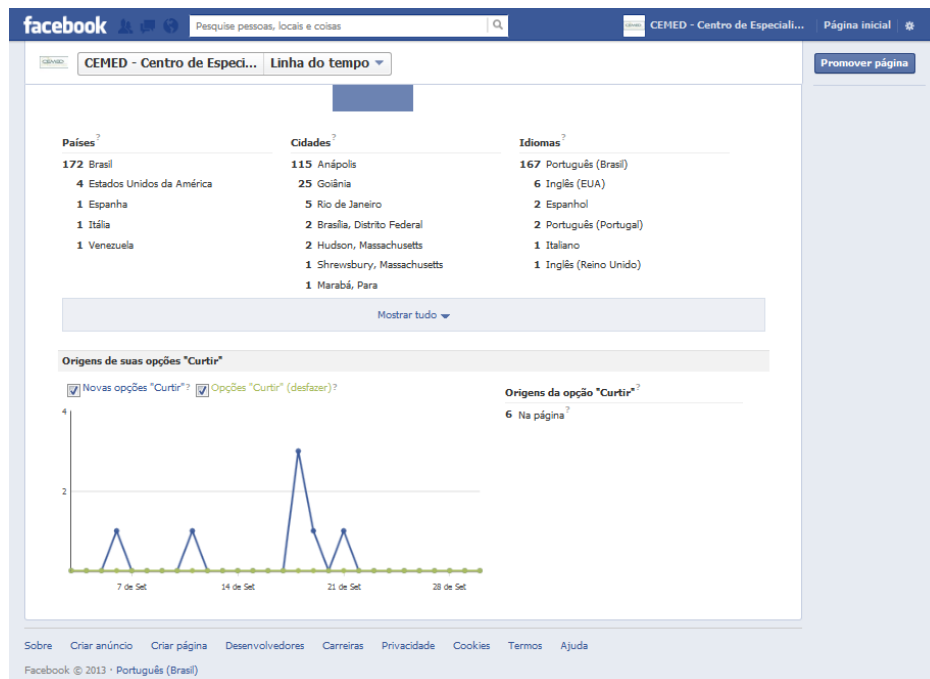 facebook
Pesquise pessoas, locais e coisas
CEMED - Centro de Especiali...
Página inicial
CEMED
CEMED - Centro de Especi...
Linha do tempo
Promover página
Países?
172 Brasil
4 Estados Unidos da América
1 Espanha
1 Itália
1 Venezuela
Cidades?
115 Anápolis
25 Goiânia
5 Rio de Janeiro
2 Brasília, Distrito Federal
2 Hudson, Massachusetts
1 Shrewsbury, Massachusetts
1 Marabá, Para
Idiomas?
167 Português (Brasil)
6 Inglês (EUA)
2 Espanhol
2 Português (Portugal)
1 Italiano
1 Inglês (Reino Unido)
Mostrar tudo
Origens de suas opções "Curtir"
Novas opções "Curtir"? Opções "Curtir" (desfazer)?
4
2
7 de Set 14 de Set 21 de Set 28 de Set
Origens da opção "Curtir"?
6 Na página?
Sobre Criar anúncio Criar página Desenvolvedores Carreiras Privacidade Cookies Termos Ajuda
Facebook © 2013 · Português (Brasil)